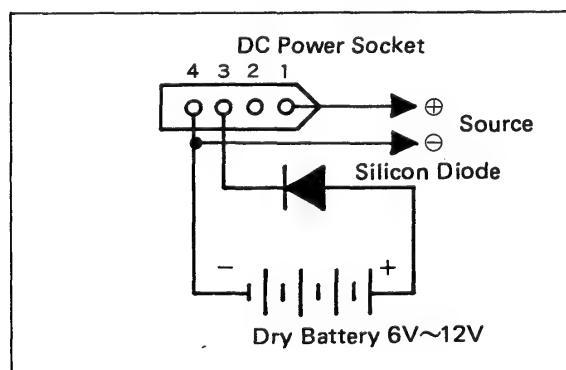 DC Power Socket
4 3 2 1
⊕
Source
⊖
Silicon Diode
− +
Dry Battery 6V~12V